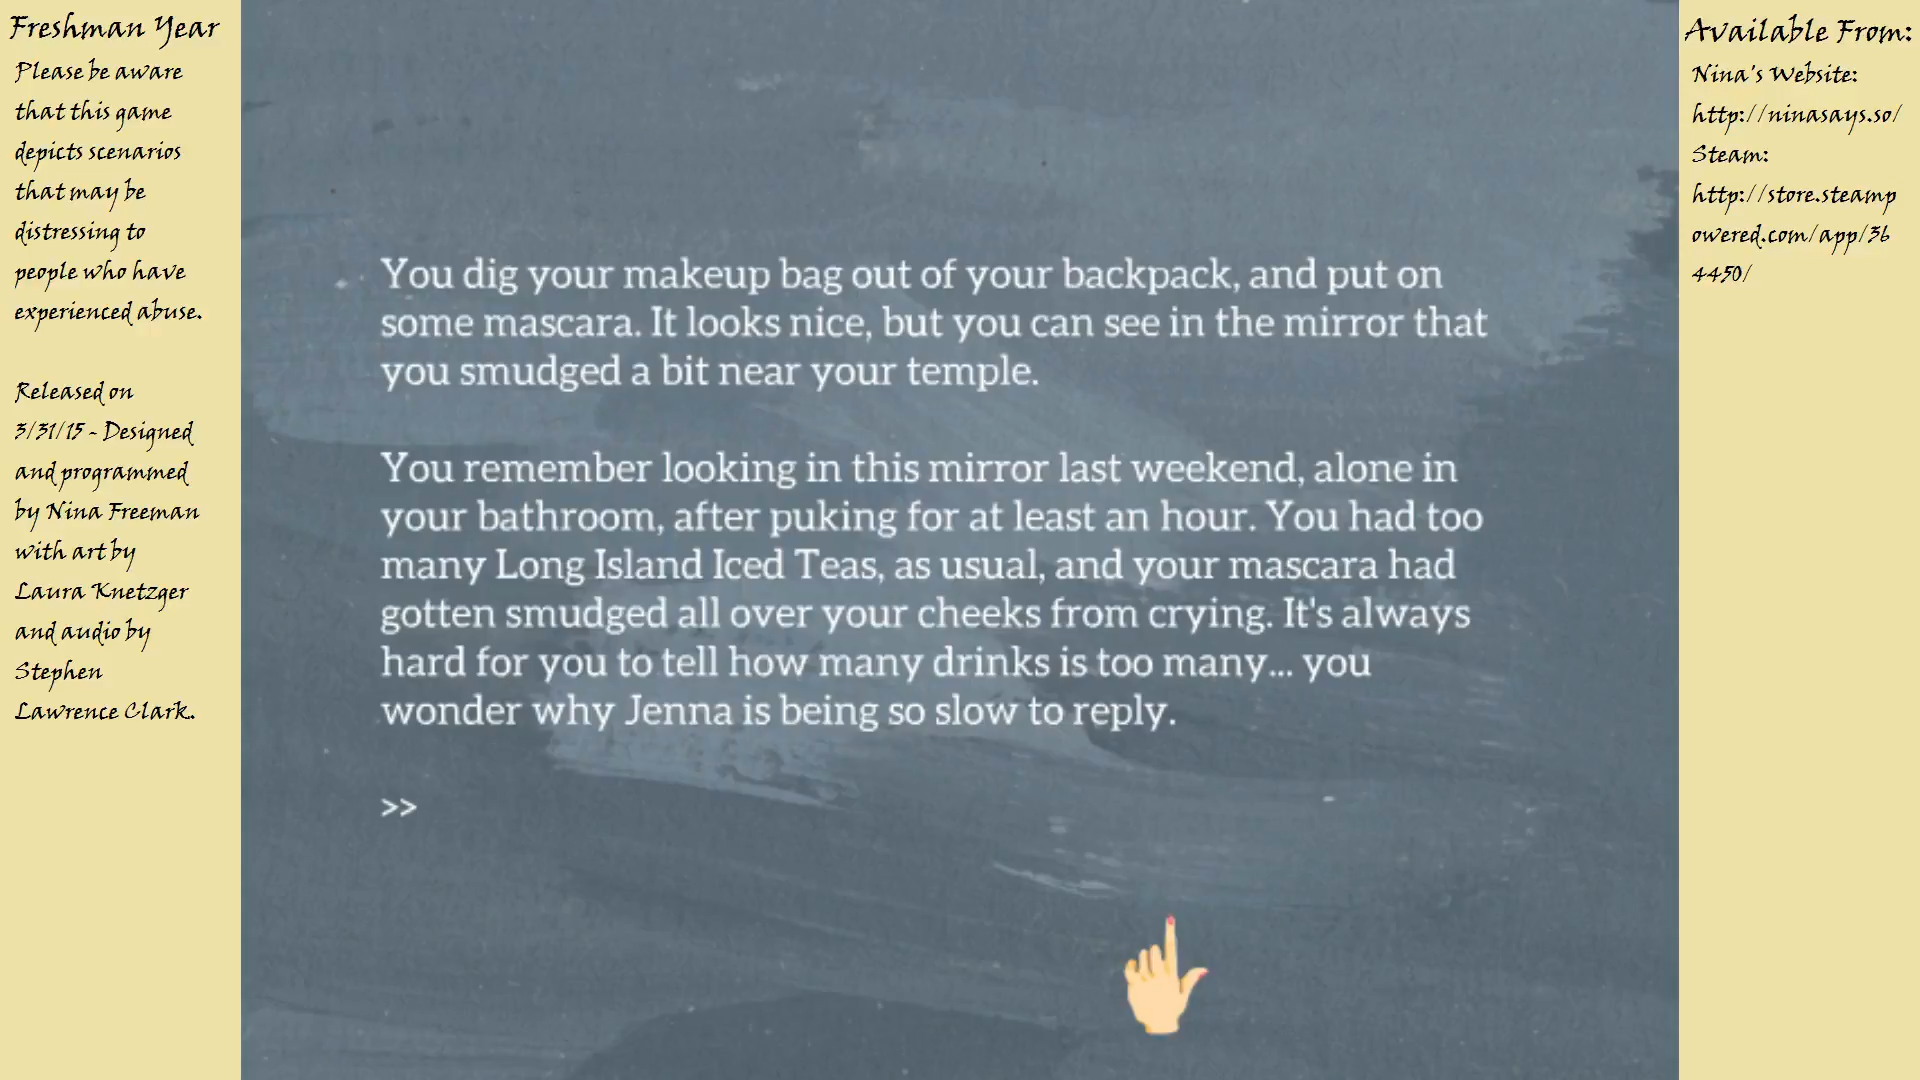 Freshman Year
Please be aware
that this game
depicts scenarios
that may be
distressing to
people who have
experienced abuse.
Released on
3/31/15 - Designed
and programmed
by Nina Freeman
with art by
Laura Knetzger
and audio by
Stephen
Lawrence Clark.
You dig your makeup bag out of your backpack, and put on
some mascara. It looks nice, but you can see in the mirror that
you smudged a bit near your temple.
You remember looking in this mirror last weekend, alone in
your bathroom, after puking for at least an hour. You had too
many Long Island Iced Teas, as usual, and your mascara had
gotten smudged all over your cheeks from crying. It's always
hard for you to tell how many drinks is too many... you
wonder why Jenna is being so slow to reply.
>>
Available From:
Nina's Website:
http://ninasays.so/
Steam:
http://store.steamp
owered.com/app/36
4450/